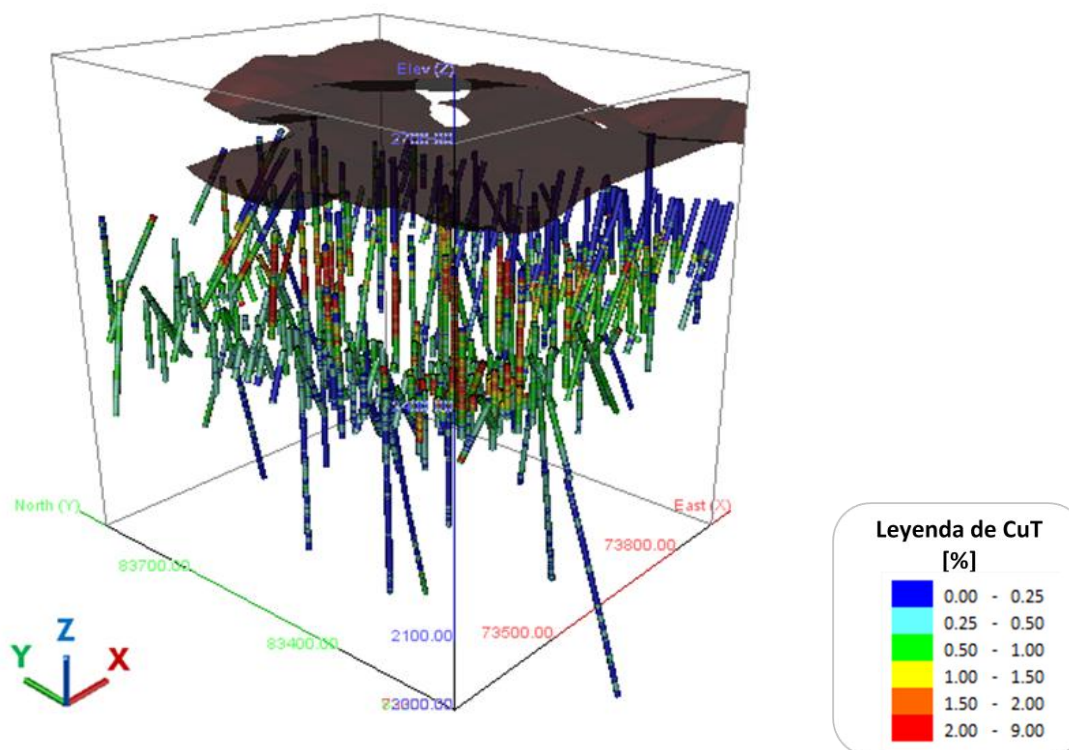 Elev (Z)
North (Y)
East (X)
83700.00
73800.00
83400.00
2100.00
73500.00
Z
Y
X
Leyenda de CuT
[%]
0.00 - 0.25
0.25 - 0.50
0.50 - 1.00
1.00 - 1.50
1.50 - 2.00
2.00 - 9.00